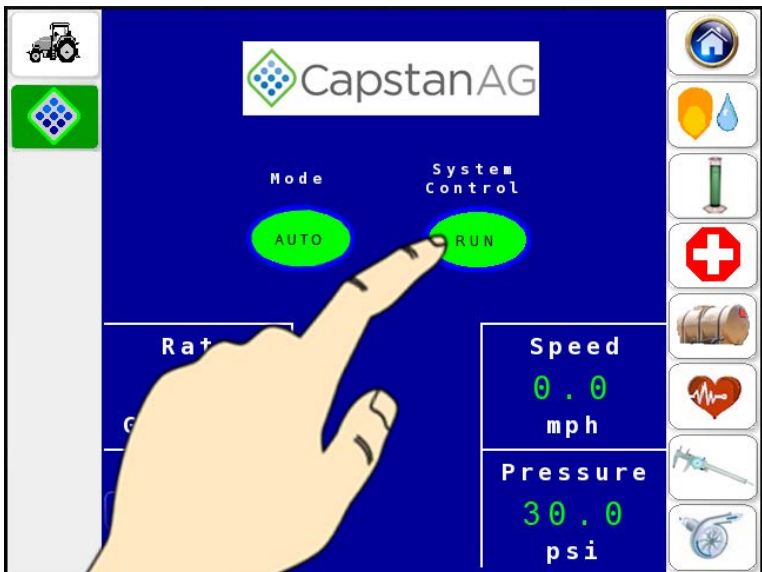 CapstanAG
Mode
System
Control
AUTO
RUN
Speed
0.0
mph
Pressure
30.0
psi